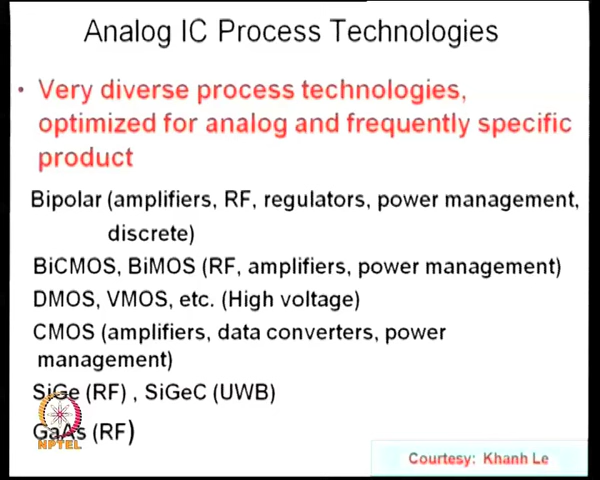 Analog IC Process Technologies
• Very diverse process technologies,
optimized for analog and frequently specific
product
Bipolar (amplifiers, RF, regulators, power management,
discrete)
BiCMOS, BiMOS (RF, amplifiers, power management)
DMOS, VMOS, etc. (High voltage)
CMOS (amplifiers, data converters, power
management)
SiGe (RF) , SiGeC (UWB)
GaAs (RF)
NPTEL
Courtesy: Khanh Le